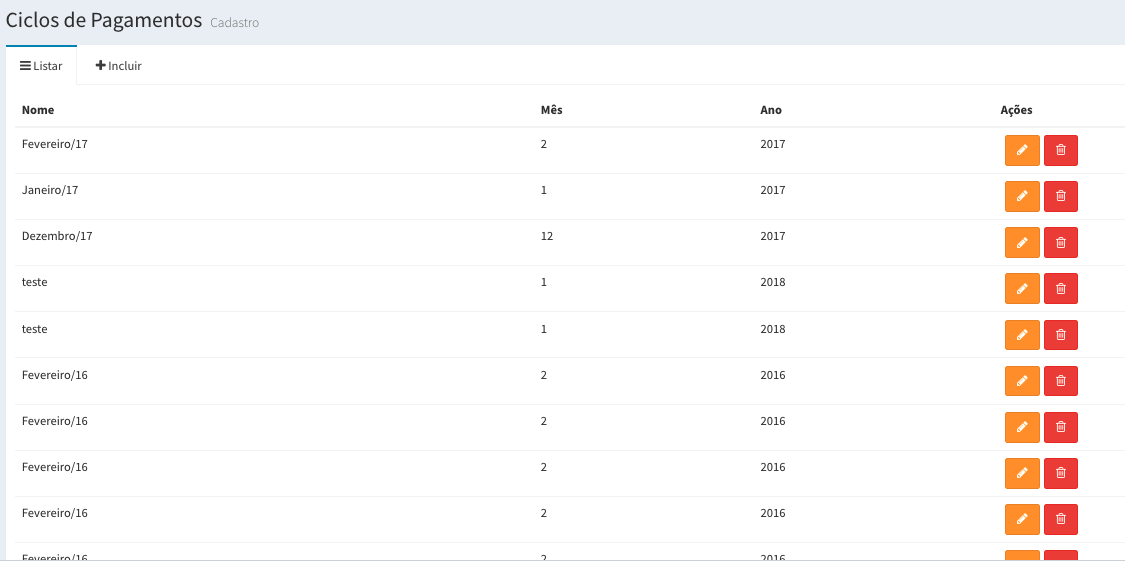 Ciclos de Pagamentos Cadastro
Listar Incluir
Nome Mês Ano Ações
Fevereiro/17 2 2017
Janeiro/17 1 2017
Dezembro/17 12 2017
teste 1 2018
teste 1 2018
Fevereiro/16 2 2016
Fevereiro/16 2 2016
Fevereiro/16 2 2016
Fevereiro/16 2 2016
Fevereiro/16 2 2016